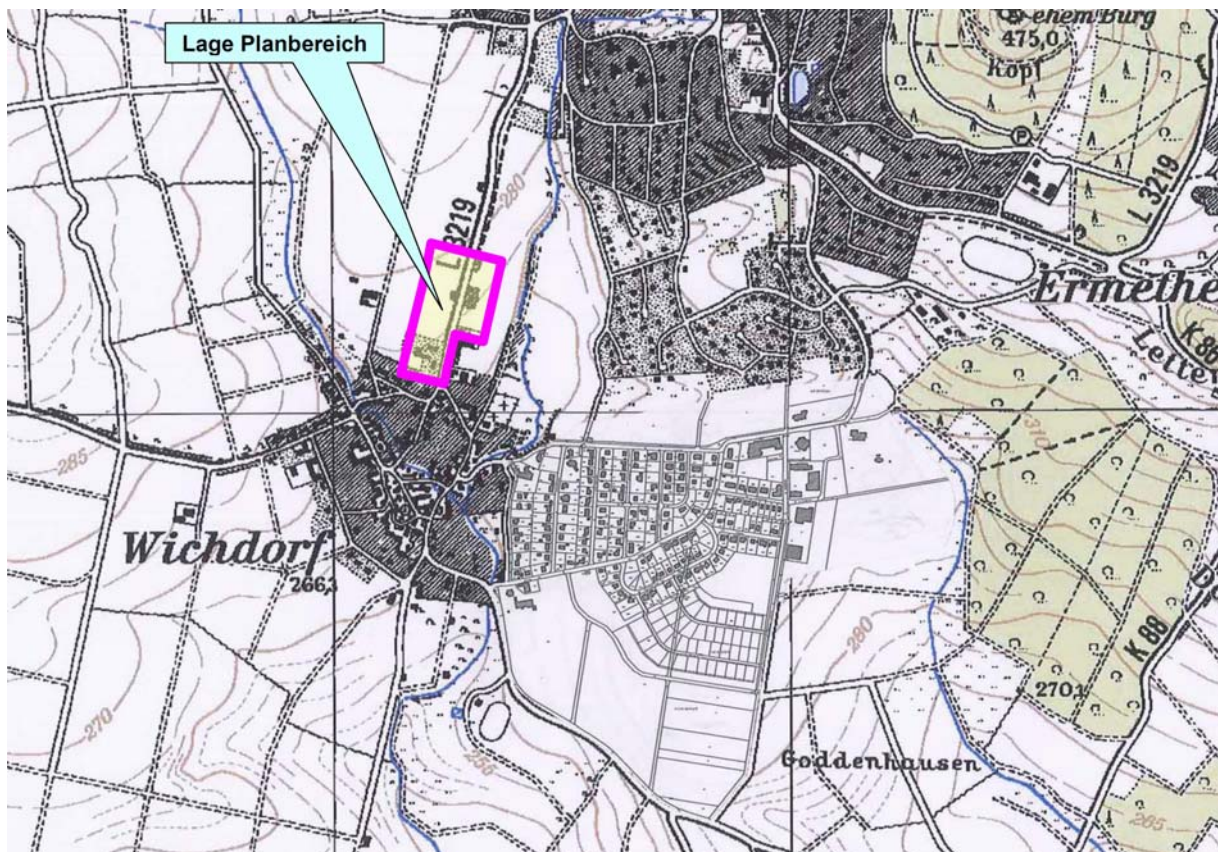 Lage Planbereich
ehem Burg
475,0
Kopf
P
L 3219
3219
280
Ermethe
K 88
Lette
310
285
Wichdorf
266,1
280
K 88
270,1
270
255
Goddenhausen
265